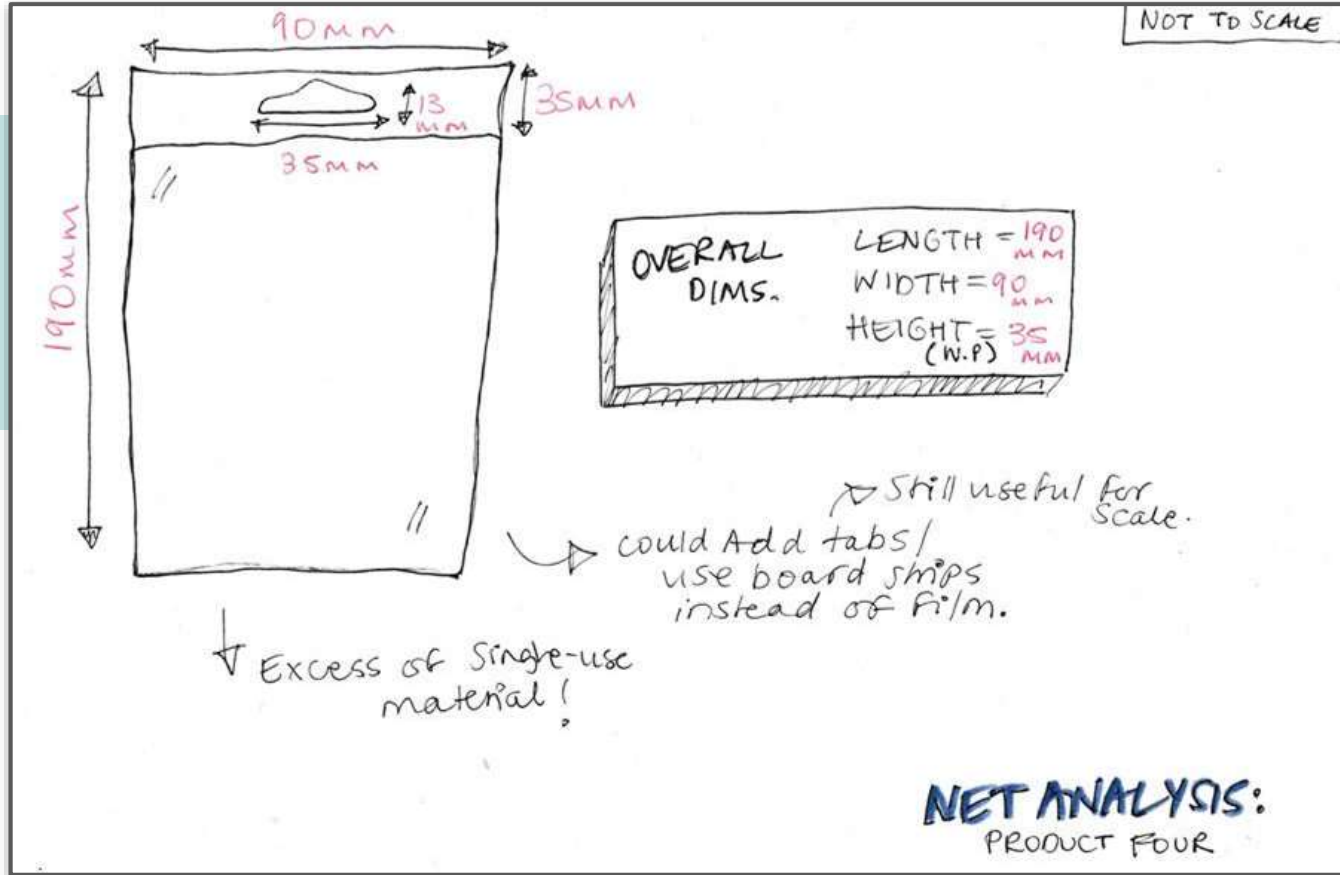 NOT TO SCALE
90mm
13
mm
35mm
35mm
190mm
OVERALL
DIMS.
LENGTH = 190
mm
WIDTH = 90
mm
HEIGHT = 35
(W.P) mm
Still useful for
scale.
could Add tabs/
use board strips
instead of film.
Excess of single-use
material!
NET ANALYSIS:
PRODUCT FOUR